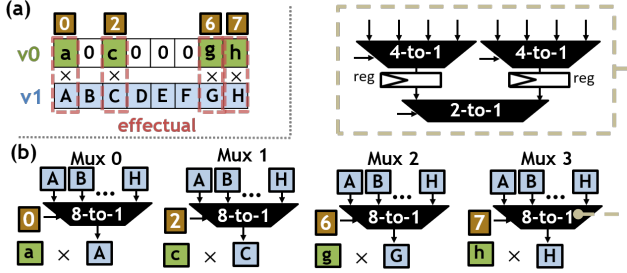 (a)
0 2 6 7
v0 a 0 c 0 0 0 g h
× × × ×
v1 A B C D E F G H
effectual
4-to-1 4-to-1
reg reg
2-to-1
(b)
Mux 0 Mux 1 Mux 2 Mux 3
A B ... H A B ... H A B ... H A B ... H
0 8-to-1 2 8-to-1 6 8-to-1 7 8-to-1
a × A c × C g × G h × H